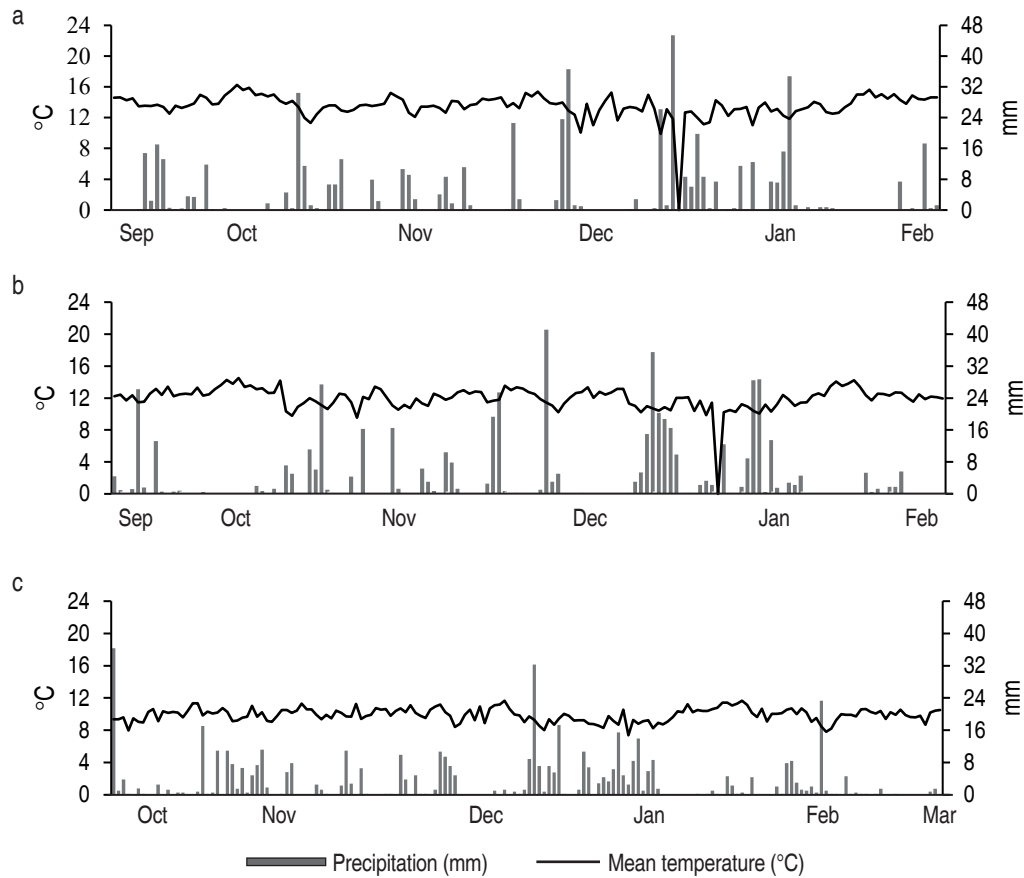 a
24 48
20 40
16 32
12 24
8 16
4 8
0 0
°C
mm
Sep Oct Nov Dec Jan Feb
b
24 48
20 40
16 32
12 24
8 16
4 8
0 0
°C
mm
Sep Oct Nov Dec Jan Feb
c
24 48
20 40
16 32
12 24
8 16
4 8
0 0
°C
mm
Oct Nov Dec Jan Feb Mar
Precipitation (mm) Mean temperature (°C)